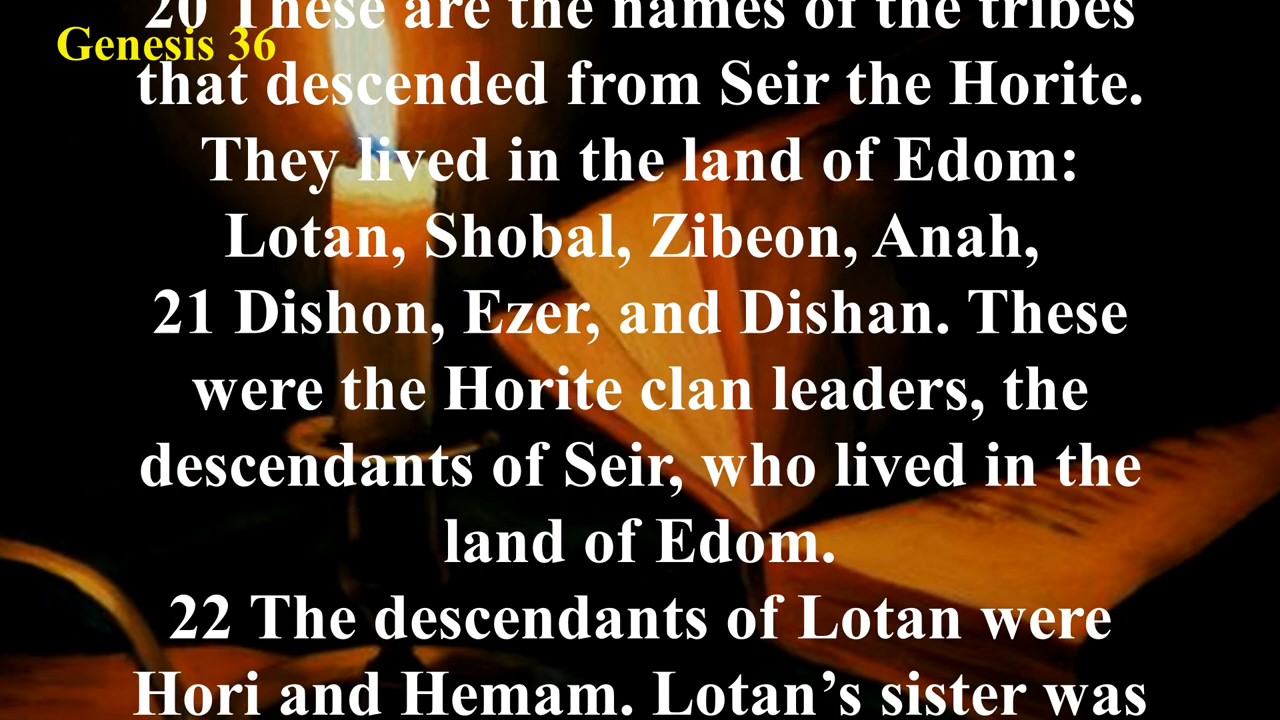 Genesis 36
20 These are the names of the tribes
that descended from Seir the Horite.
They lived in the land of Edom:
Lotan, Shobal, Zibeon, Anah,
21 Dishon, Ezer, and Dishan. These
were the Horite clan leaders, the
descendants of Seir, who lived in the
land of Edom.
22 The descendants of Lotan were
Hori and Hemam. Lotan’s sister was